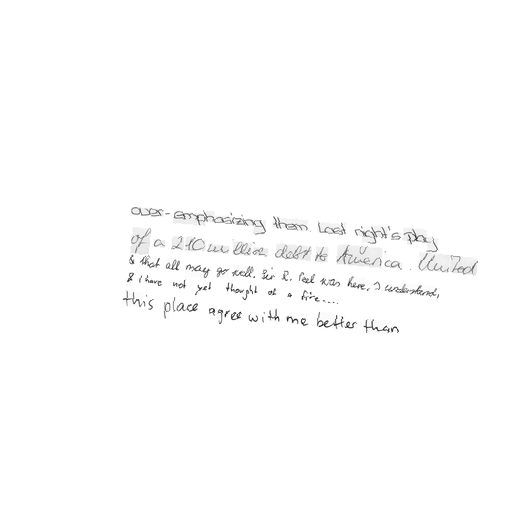 over-emphasizing them. Last night's play
of a 210 million debt to America. United
& that all may go well. Sir R. Peel was here, I understand,
& I have not yet thought of a fire....
this place agree with me better than